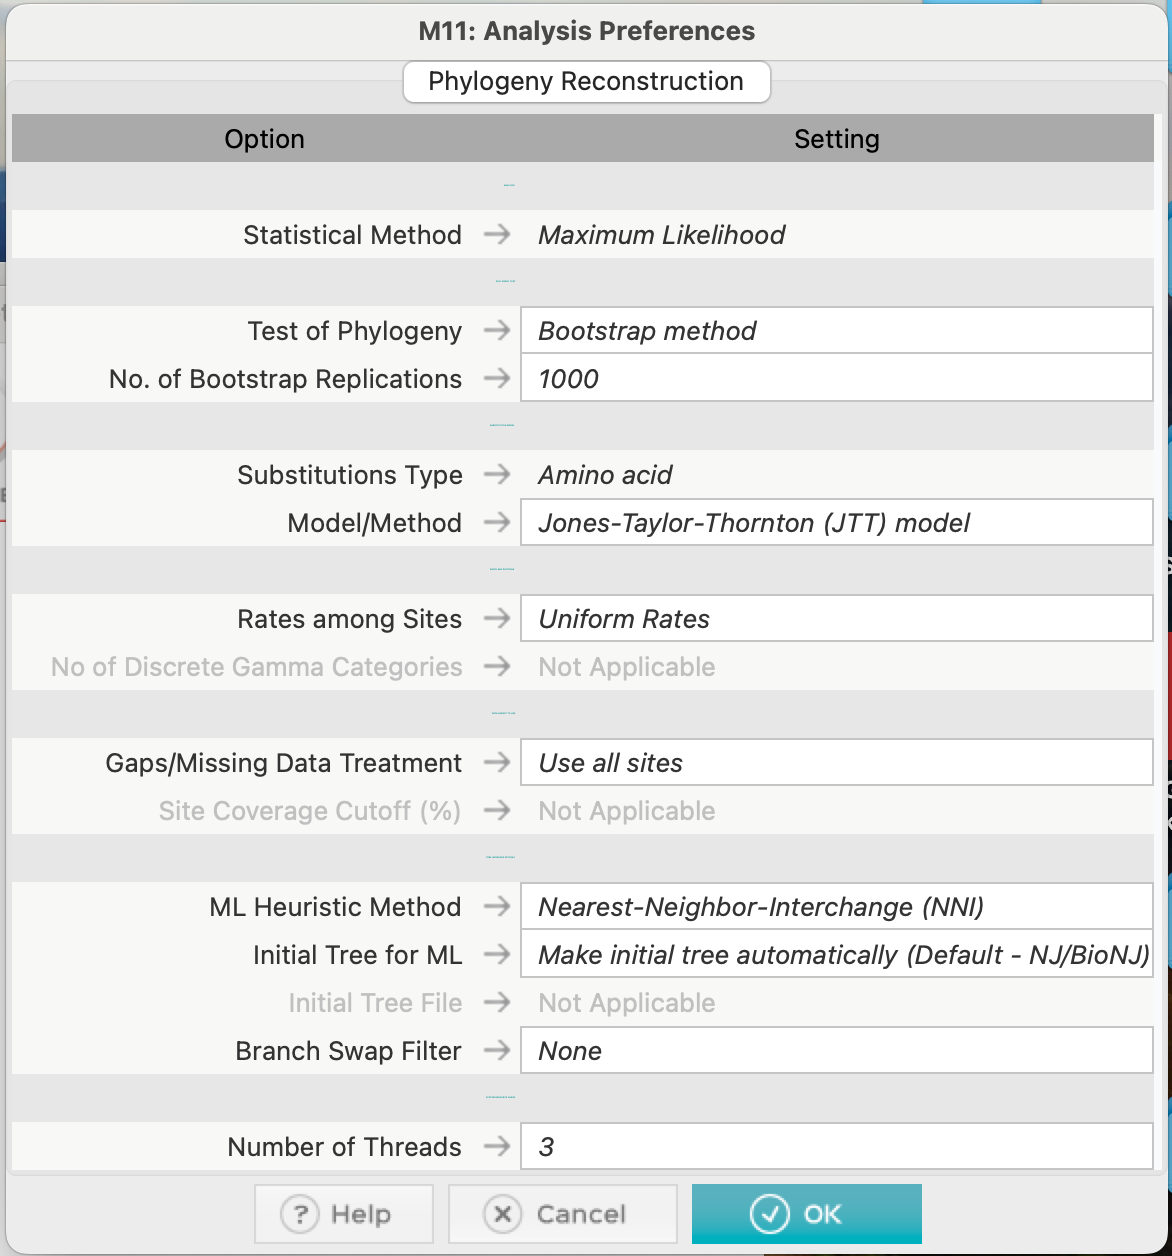 M11: Analysis Preferences
Phylogeny Reconstruction
Option Setting
Statistical Method → Maximum Likelihood
Test of Phylogeny → Bootstrap method
No. of Bootstrap Replications → 1000
Substitutions Type → Amino acid
Model/Method → Jones-Taylor-Thornton (JTT) model
Rates among Sites → Uniform Rates
No of Discrete Gamma Categories → Not Applicable
Gaps/Missing Data Treatment → Use all sites
Site Coverage Cutoff (%) → Not Applicable
ML Heuristic Method → Nearest-Neighbor-Interchange (NNI)
Initial Tree for ML → Make initial tree automatically (Default - NJ/BioNJ)
Initial Tree File → Not Applicable
Branch Swap Filter → None
Number of Threads → 3
? Help Cancel OK